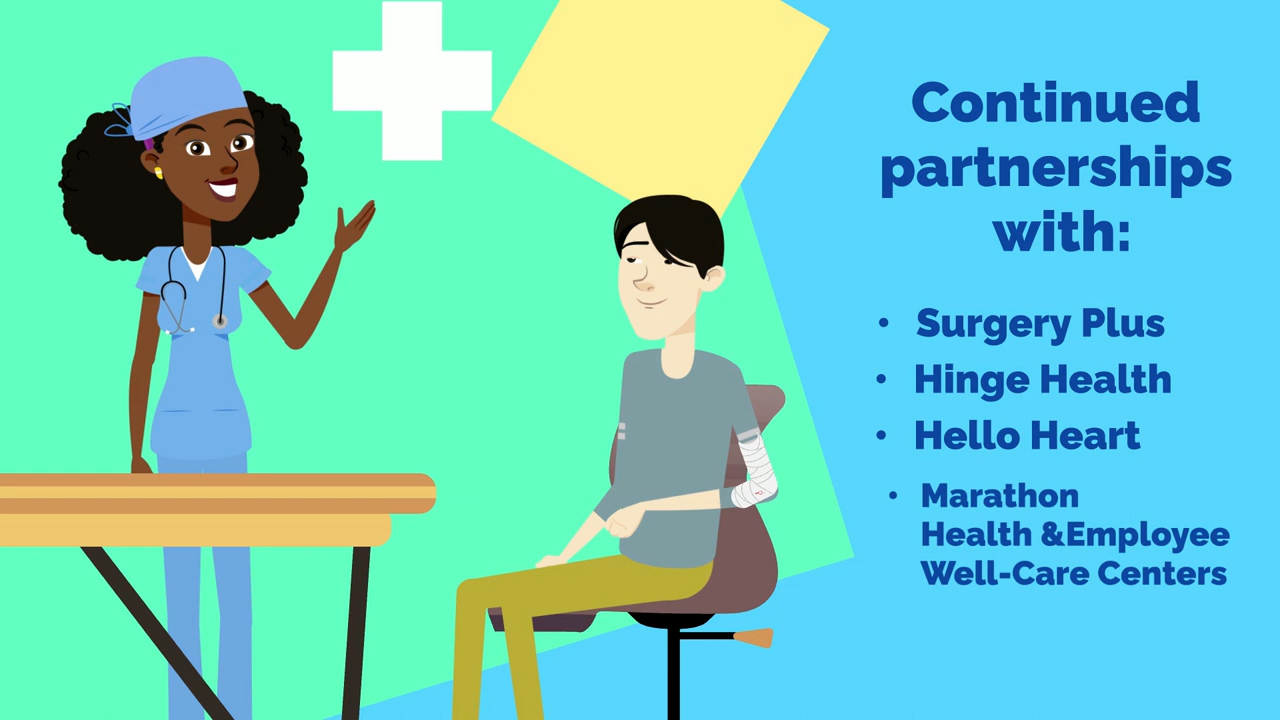 Continued
partnerships
with:
• Surgery Plus
• Hinge Health
• Hello Heart
• Marathon
Health &Employee
Well-Care Centers